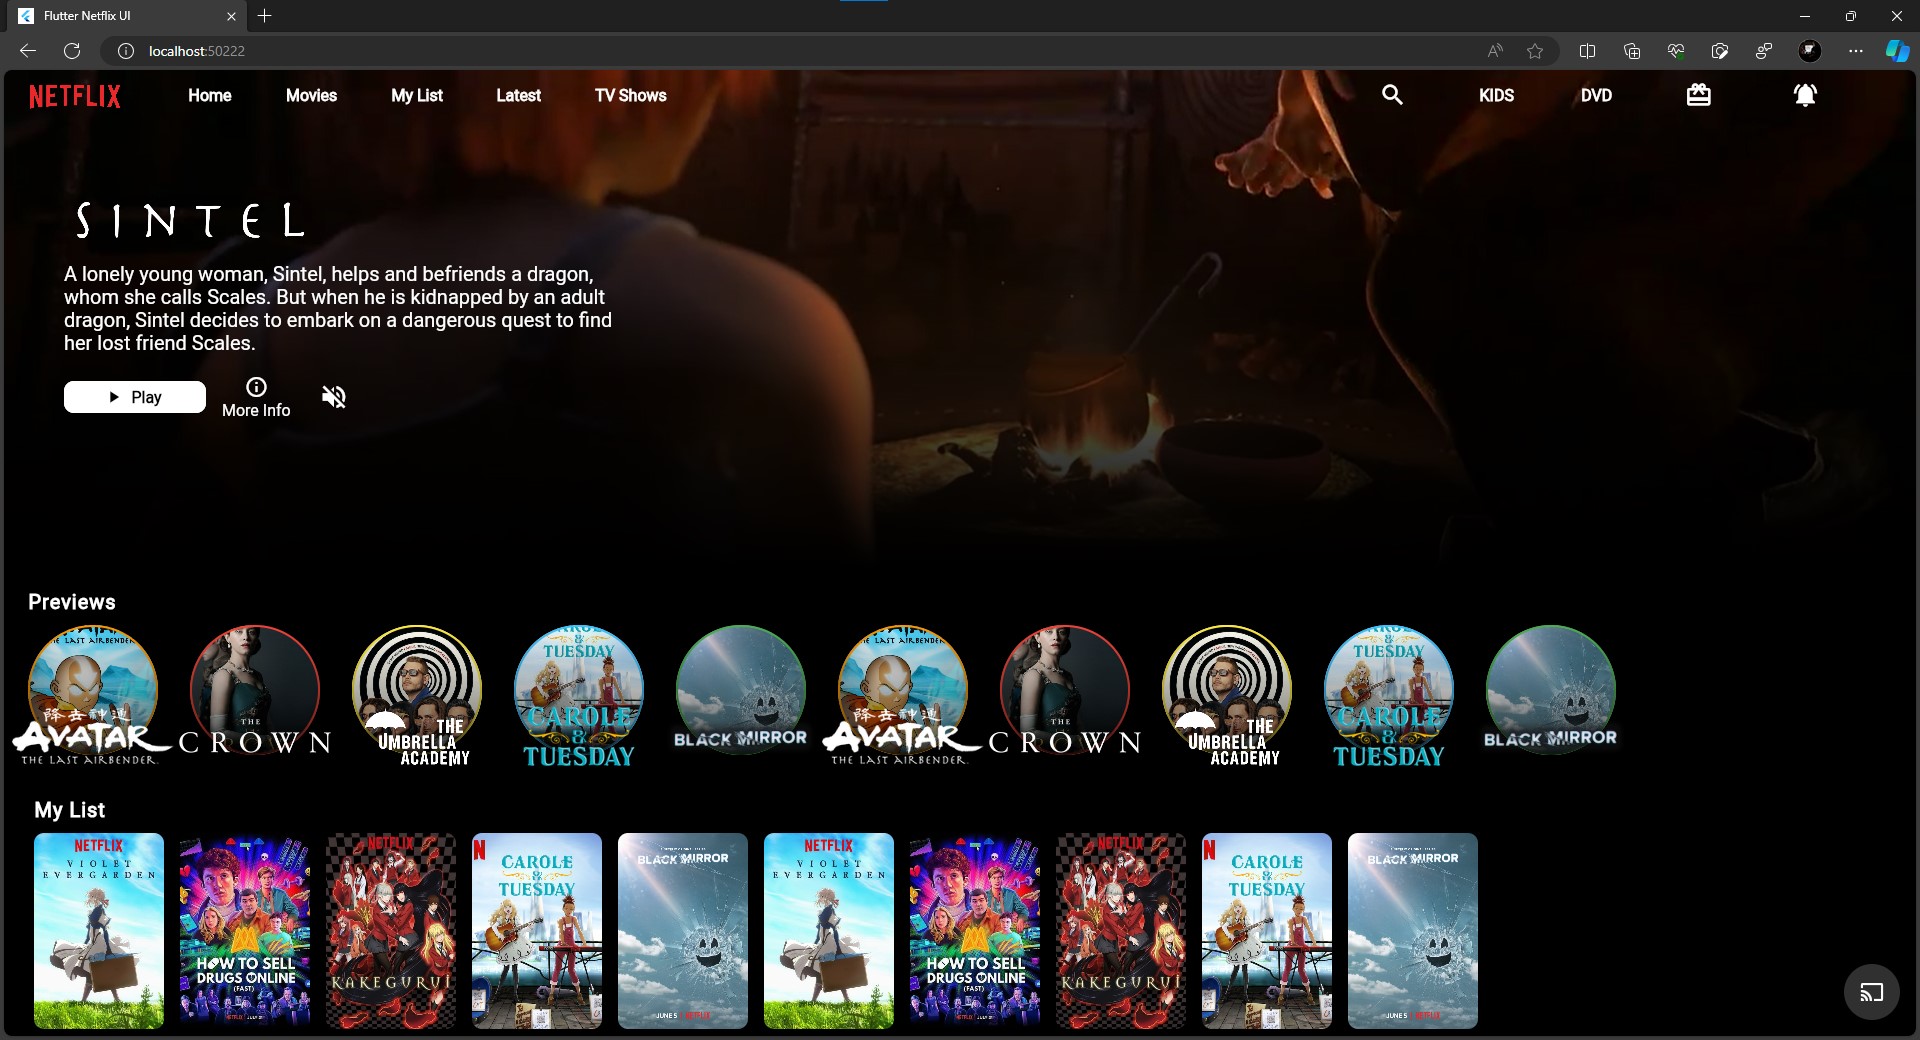 Flutter Netflix UI
localhost:50222
NETFLIX
Home Movies My List Latest TV Shows KIDS DVD
SINTEL
A lonely young woman, Sintel, helps and befriends a dragon,
whom she calls Scales. But when he is kidnapped by an adult
dragon, Sintel decides to embark on a dangerous quest to find
her lost friend Scales.
Play
More Info
Previews
AVATAR
THE LAST AIRBENDER
THE
CROWN
THE
UMBRELLA
ACADEMY
TUESDAY
CAROLE
&
TUESDAY
BLACK MIRROR
AVATAR
THE LAST AIRBENDER
THE
CROWN
THE
UMBRELLA
ACADEMY
TUESDAY
CAROLE
&
TUESDAY
BLACK MIRROR
My List
NETFLIX
VIOLET
EVERGARDEN
HOW TO SELL
DRUGS ONLINE
(FAST)
NETFLIX
KAKEGURUI
N
CAROLE
&
TUESDAY
BLACK MIRROR
JUNE 5 NETFLIX
NETFLIX
VIOLET
EVERGARDEN
HOW TO SELL
DRUGS ONLINE
(FAST)
NETFLIX
KAKEGURUI
N
CAROLE
&
TUESDAY
BLACK MIRROR
JUNE 5 NETFLIX